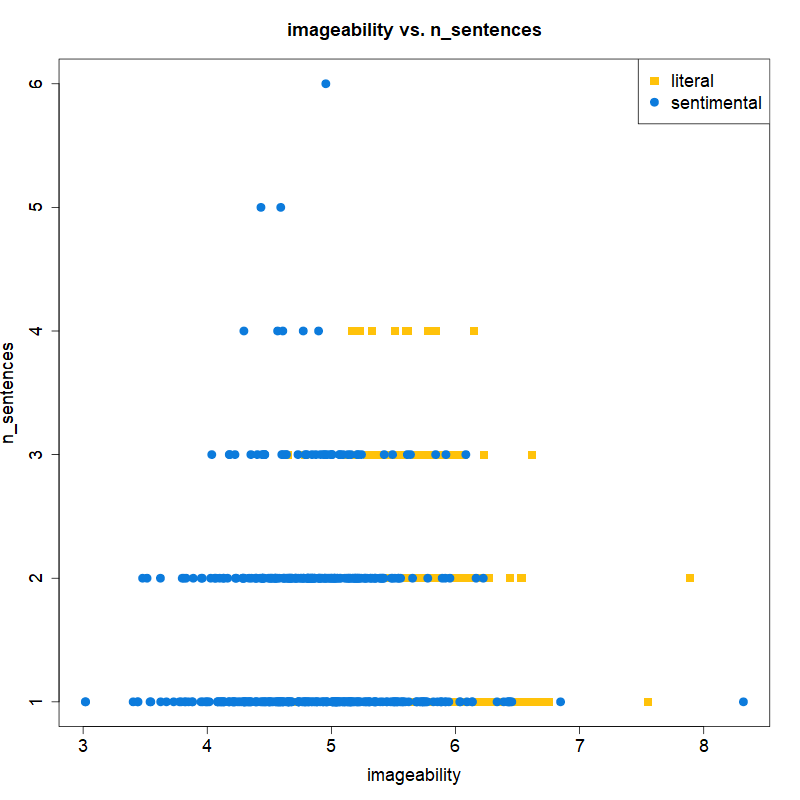 imageability vs. n_sentences
literal
sentimental
6
5
4
3
2
1
n_sentences
3 4 5 6 7 8
imageability